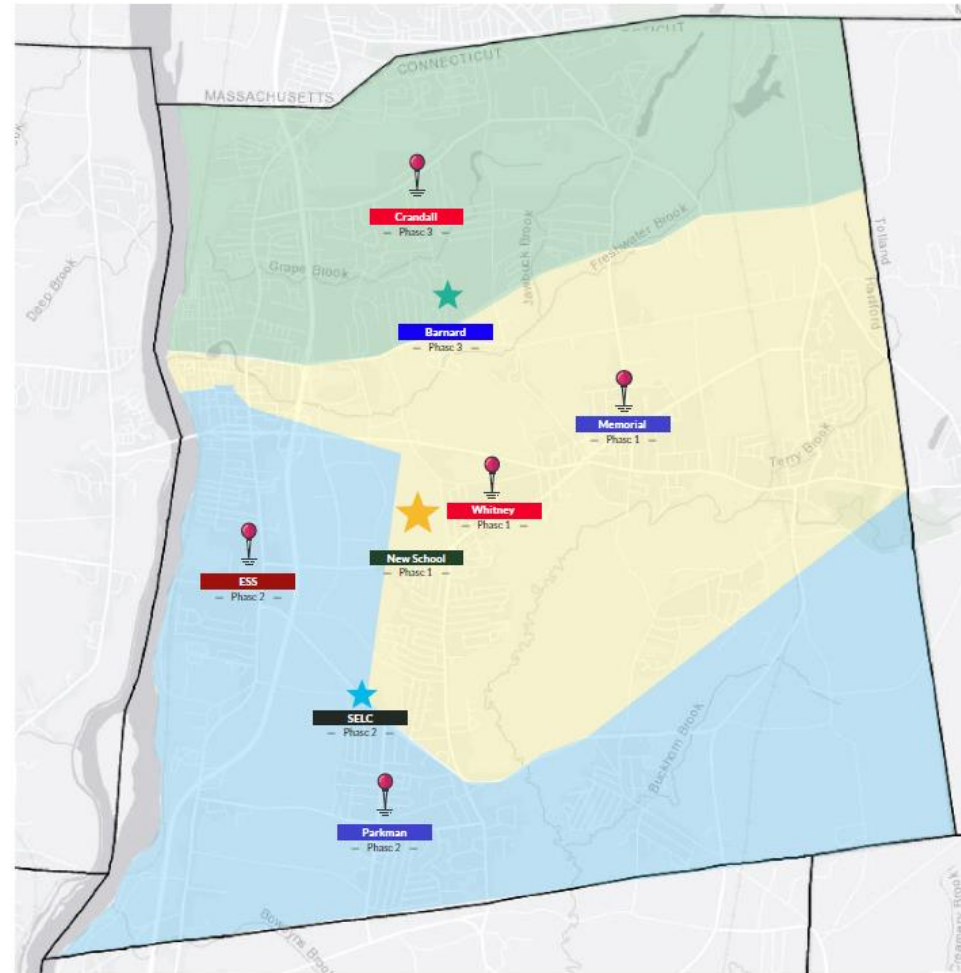 CONNECTICUT
MASSACHUSETTS
Crandall
— Phase 3 —
Jawbuck Brook
Freshwater Brook
Grape Brook
Deep Brook
Tolland
Hartford
Barnard
— Phase 3 —
Memorial
— Phase 1 —
Terry Brook
Whitney
— Phase 1 —
New School
— Phase 1 —
ESS
— Phase 2 —
SELC
— Phase 2 —
Buckhorn Brook
Parkman
— Phase 2 —
Creamery Brook